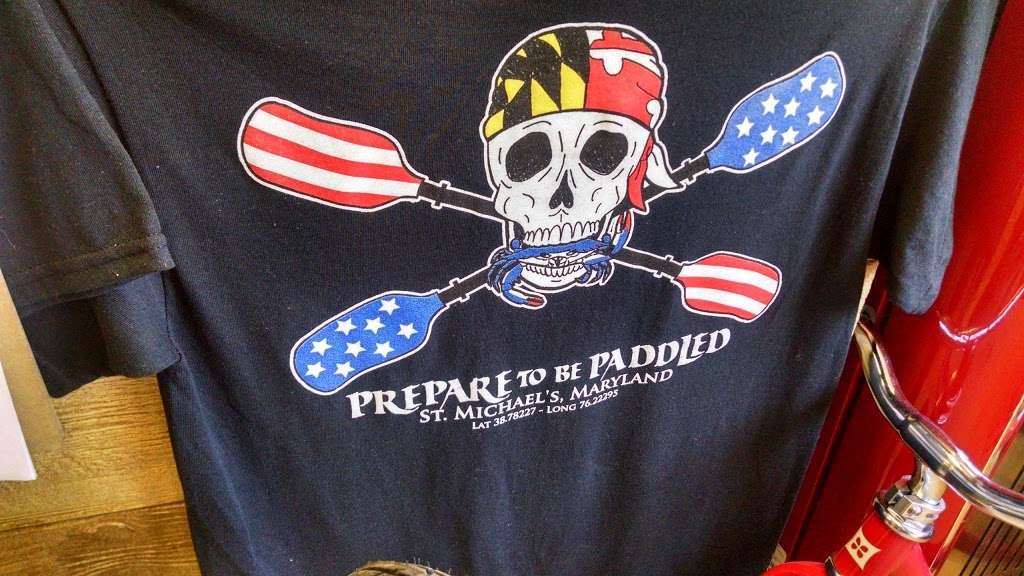 PREPARE TO BE PADDLED
ST. MICHAEL'S, MARYLAND
LAT 38.78227 - LONG 76.22295